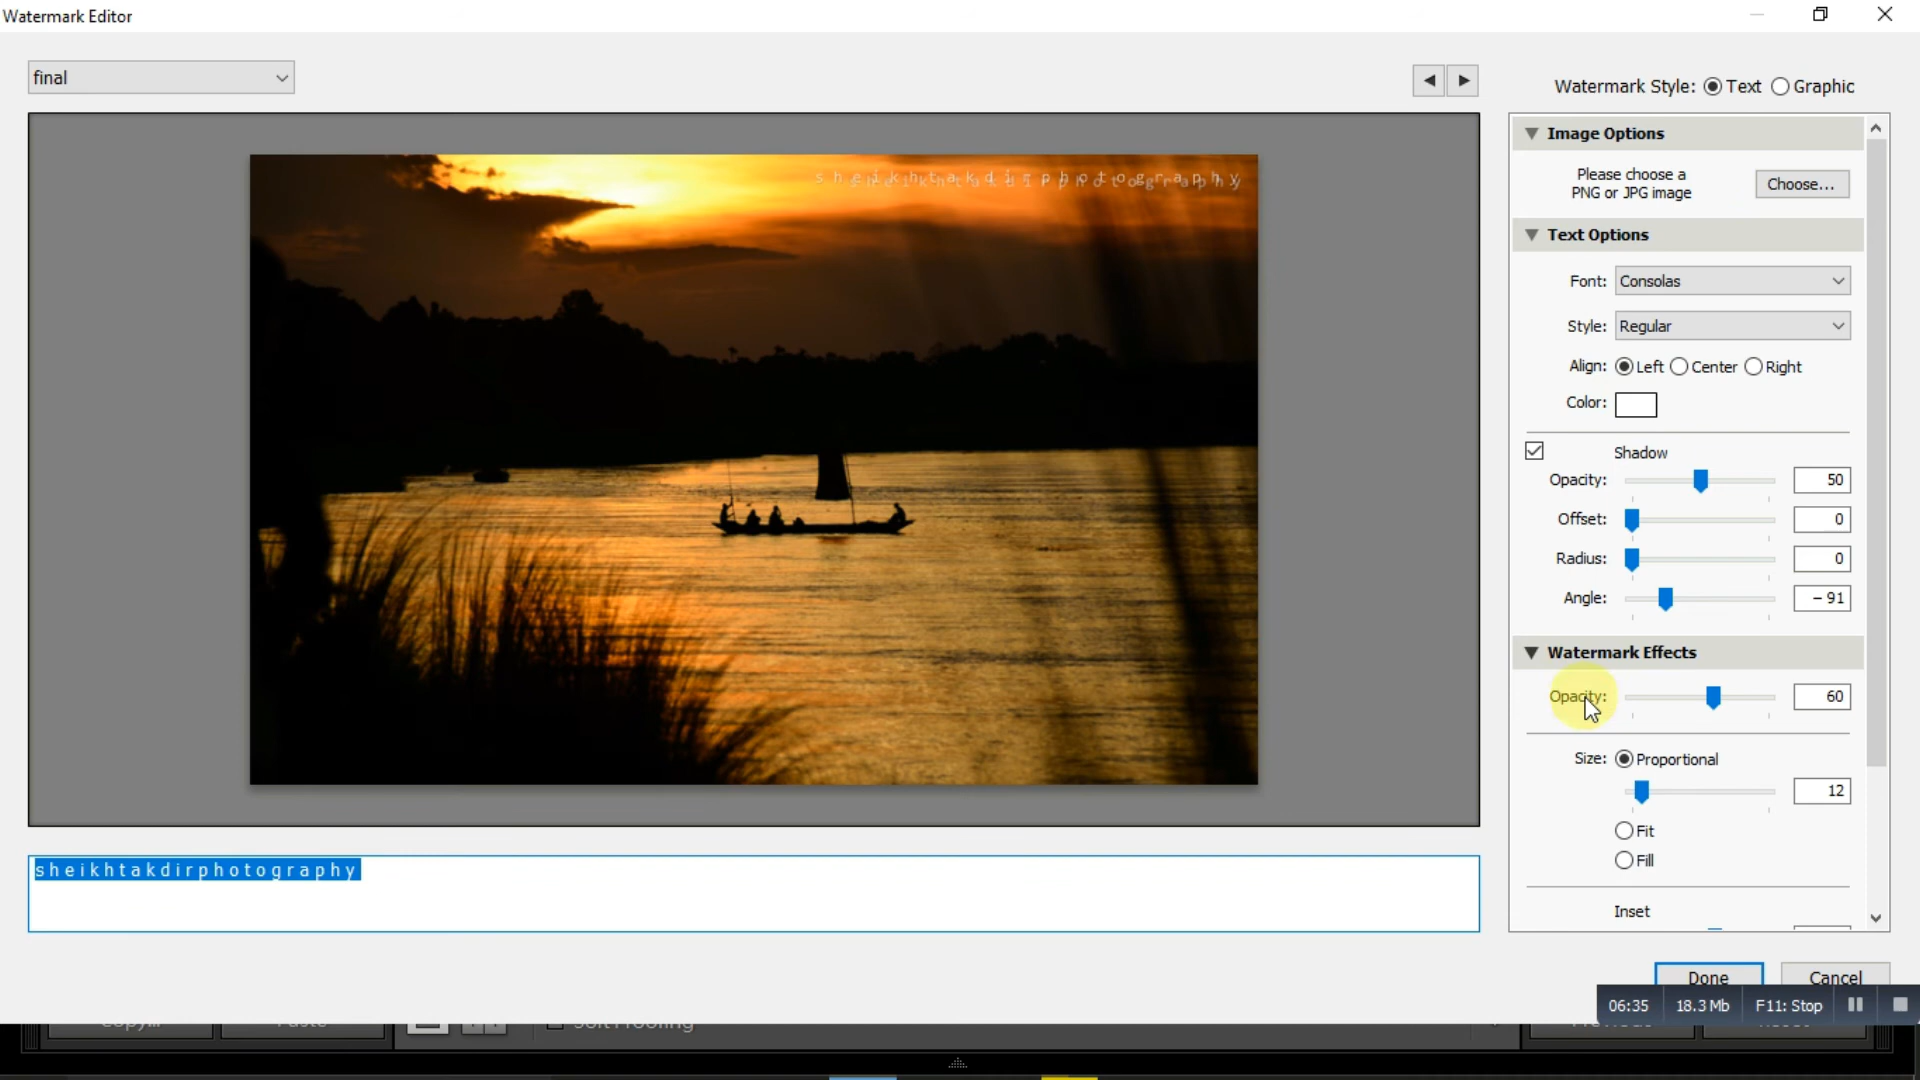 Watermark Editor
final
Watermark Style: Text Graphic
Image Options
Please choose a
PNG or JPG image
Choose...
sheikhtakdirphotography
Text Options
Font: Consolas
Style: Regular
Align: Left Center Right
Color:
Shadow
Opacity: 50
Offset: 0
Radius: 0
Angle: - 91
Watermark Effects
Opacity: 60
Size: Proportional
12
Fit
Fill
Inset
sheikhtakdirphotography
Done Cancel
06:35 18.3 Mb F11: Stop